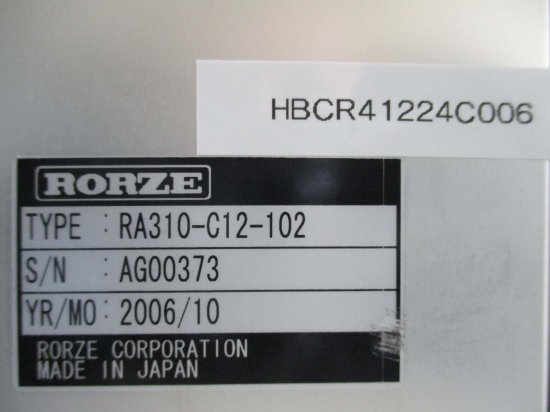 HBCR41224C006
RORZE
TYPE : RA310-C12-102
S/N : AG00373
YR/MO: 2006/10
RORZE CORPORATION
MADE IN JAPAN